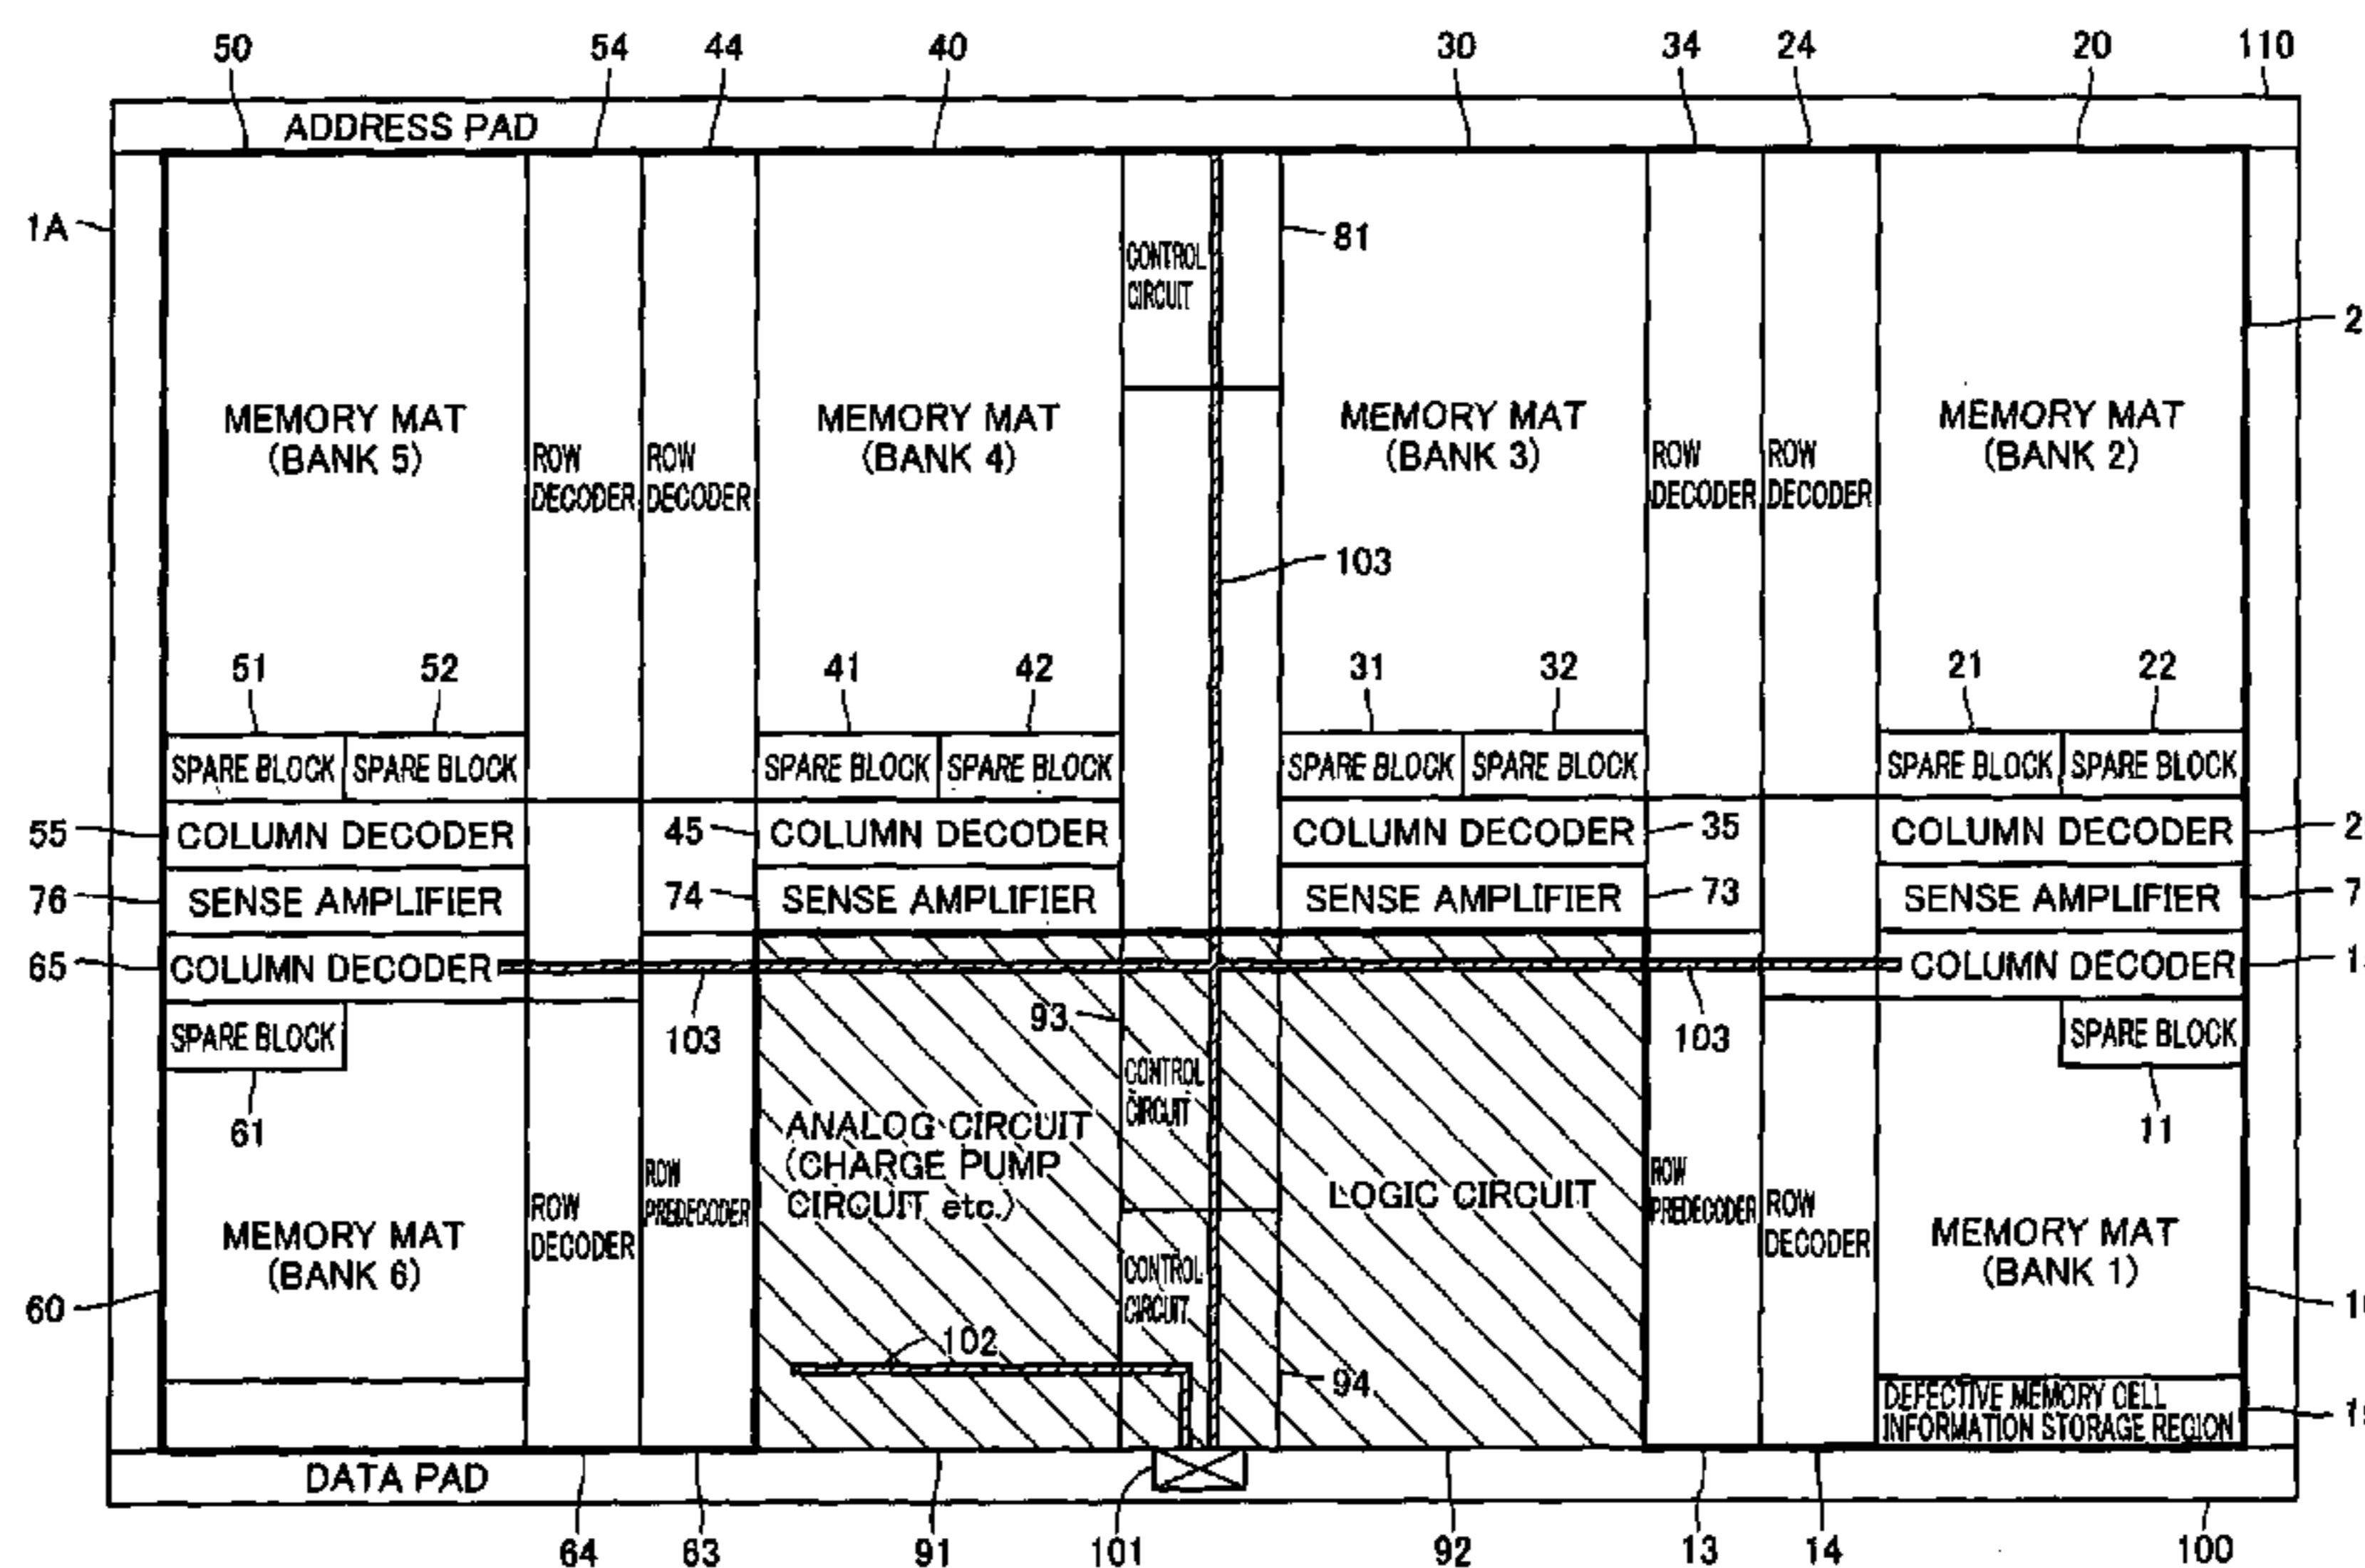 50 54 44 40 30 34 24 20 110
ADDRESS PAD
1A
81
CONTROL
CIRCUIT
2
MEMORY MAT
(BANK 5)
ROW
DECODER
ROW
DECODER
MEMORY MAT
(BANK 4)
MEMORY MAT
(BANK 3)
ROW
DECODER
ROW
DECODER
MEMORY MAT
(BANK 2)
103
51 52 41 42 31 32 21 22
SPARE BLOCK SPARE BLOCK SPARE BLOCK SPARE BLOCK SPARE BLOCK SPARE BLOCK SPARE BLOCK SPARE BLOCK
55 COLUMN DECODER 45 COLUMN DECODER COLUMN DECODER 35 COLUMN DECODER 2
76 SENSE AMPLIFIER 74 SENSE AMPLIFIER SENSE AMPLIFIER 73 SENSE AMPLIFIER 7
65 COLUMN DECODER COLUMN DECODER 1
SPARE BLOCK 103 93 103 SPARE BLOCK
61 11
CONTROL
CIRCUIT
ANALOG CIRCUIT
(CHARGE PUMP
CIRCUIT etc.)
LOGIC CIRCUIT
ROW
PREDECODER
ROW
DECODER
ROW
PREDECODER
ROW
DECODER
MEMORY MAT
(BANK 6)
MEMORY MAT
(BANK 1)
CONTROL
CIRCUIT
60
102
94
DEFECTIVE MEMORY CELL
INFORMATION STORAGE REGION
DATA PAD
64 63 91 101 92 13 14 100